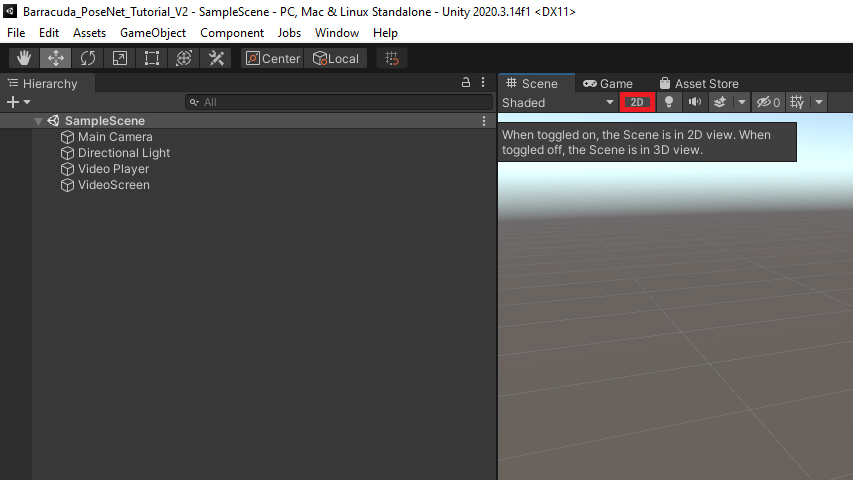 Barracuda_PoseNet_Tutorial_V2 - SampleScene - PC, Mac & Linux Standalone - Unity 2020.3.14f1 <DX11>
File Edit Assets GameObject Component Jobs Window Help
Center Local
Hierarchy
All
SampleScene
Main Camera
Directional Light
Video Player
VideoScreen
Scene Game Asset Store
Shaded 2D 0
When toggled on, the Scene is in 2D view. When
toggled off, the Scene is in 3D view.